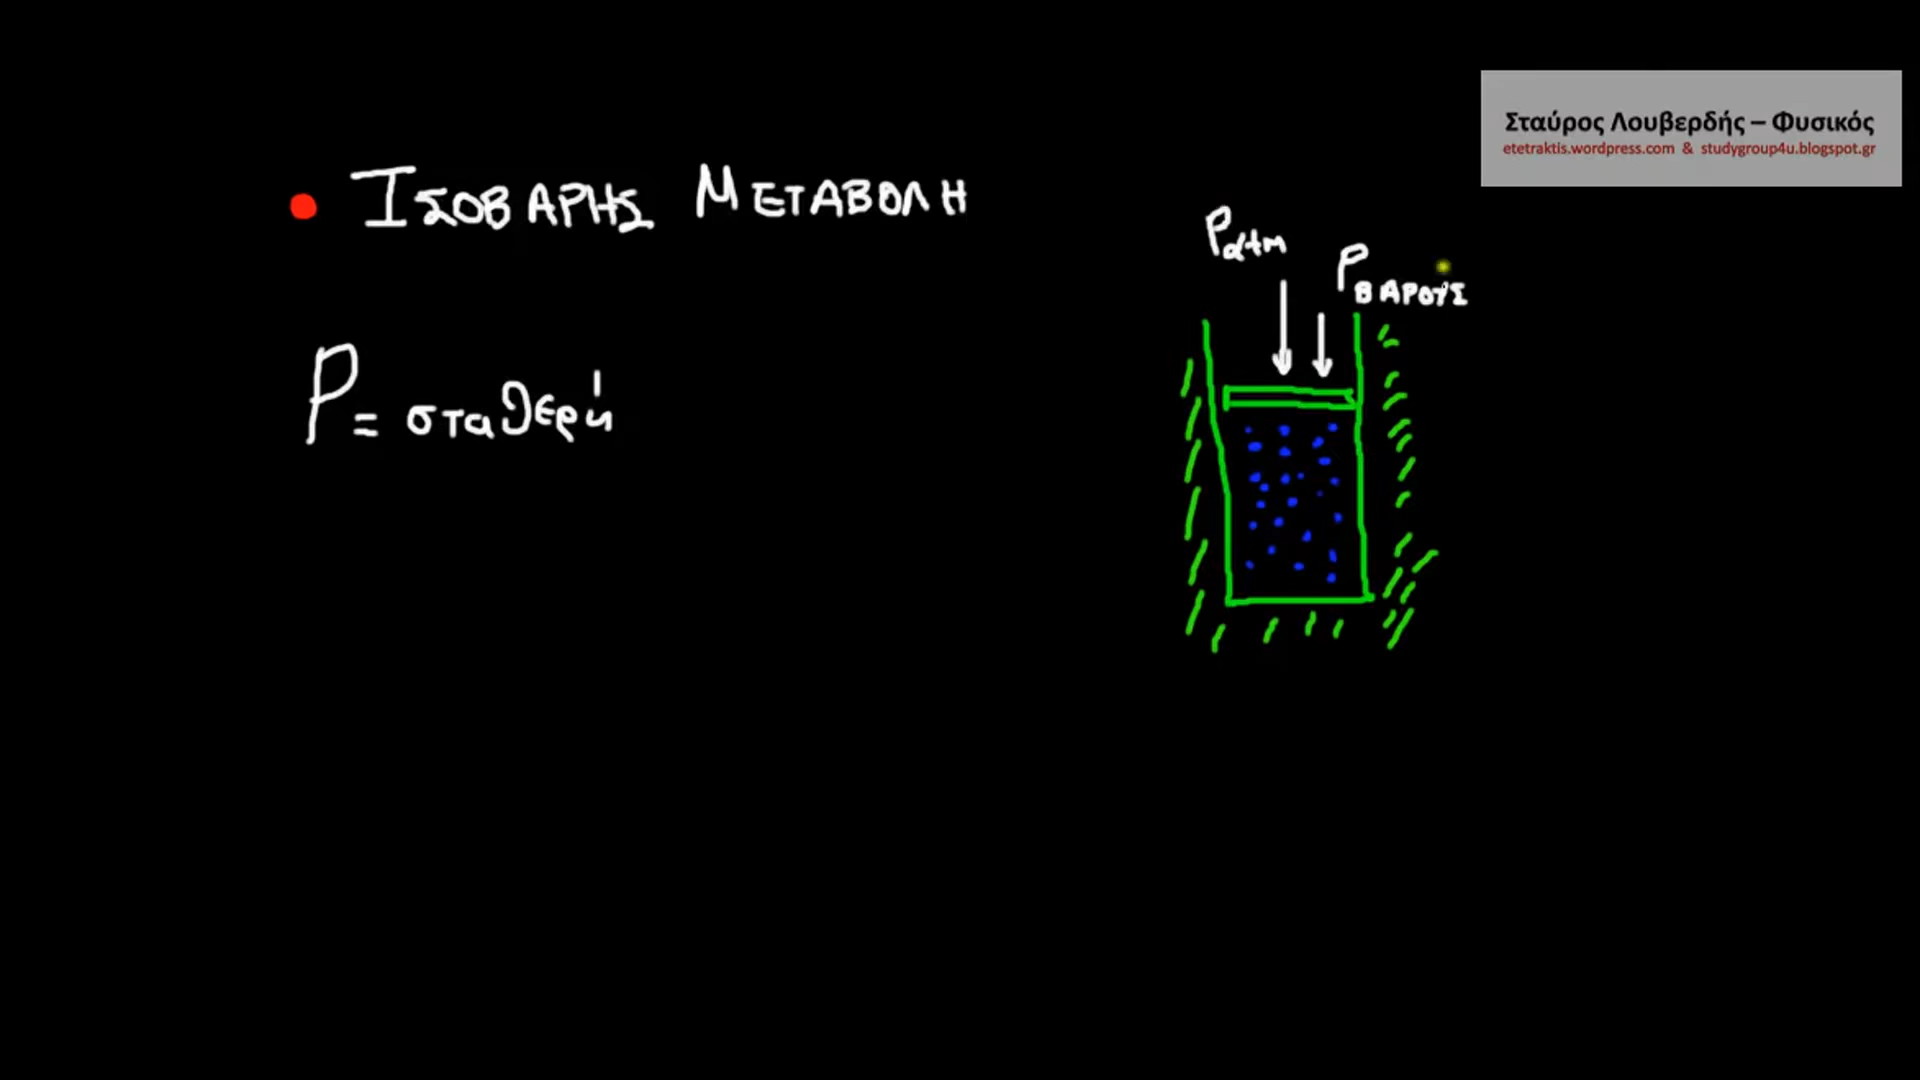 Σταύρος Λουβερδής – Φυσικός
etetraktis.wordpress.com & studygroup4u.blogspot.gr
ΙΣΟΒΑΡΗΣ ΜΕΤΑΒΟΛΗ
Patm
PΒΑΡΟΥΣ
P = σταθερή